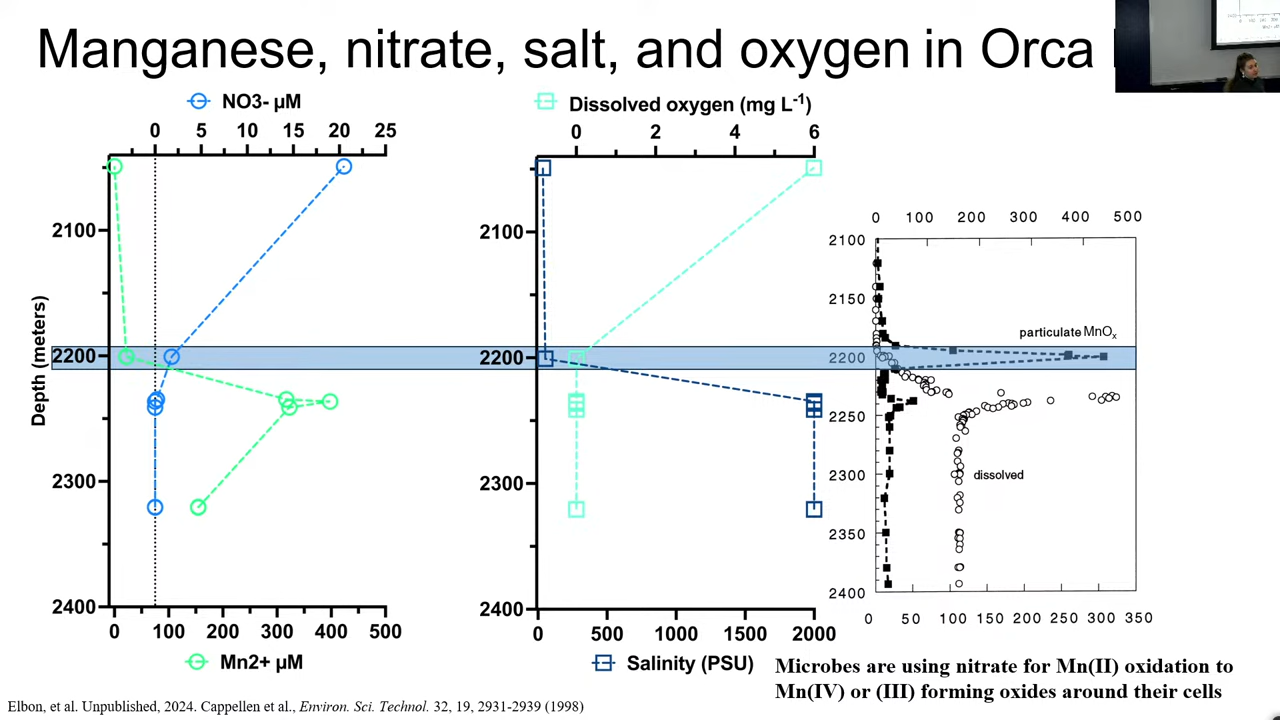 Manganese, nitrate, salt, and oxygen in Orca
NO3- µM
0 5 10 15 20 25
Depth (meters)
2100
2200
2300
2400
0 100 200 300 400 500
Mn2+ µM
Dissolved oxygen (mg L⁻¹)
0 2 4 6
2100
2200
2300
2400
0 500 1000 1500 2000
Salinity (PSU)
0 100 200 300 400 500
2100
2150
2200
2250
2300
2350
2400
particulate MnOₓ
dissolved
0 50 100 150 200 250 300 350
Microbes are using nitrate for Mn(II) oxidation to
Mn(IV) or (III) forming oxides around their cells
Elbon, et al. Unpublished, 2024. Cappellen et al., Environ. Sci. Technol. 32, 19, 2931-2939 (1998)